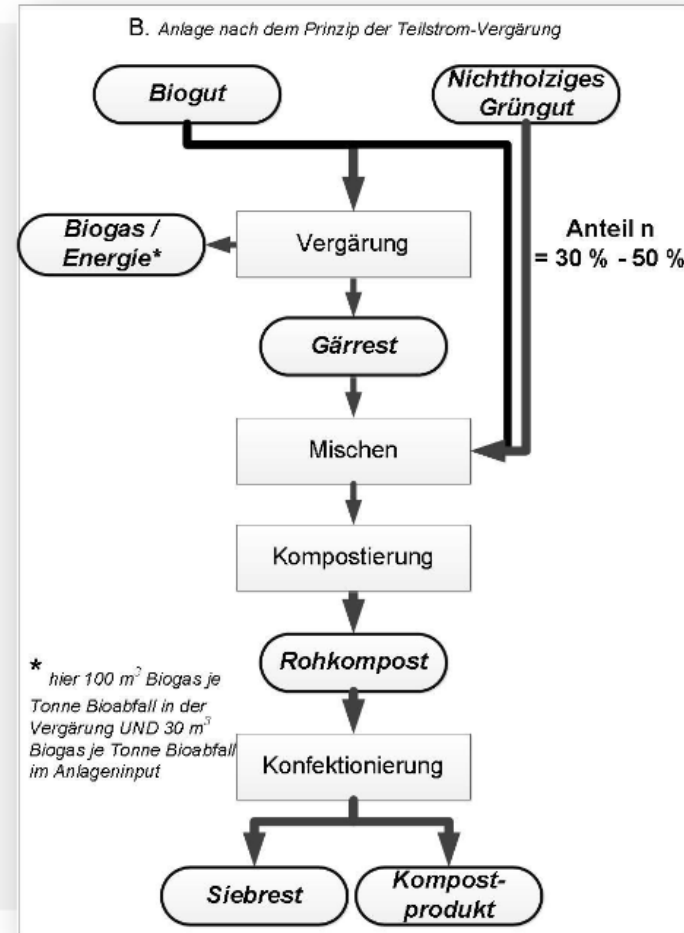 B. Anlage nach dem Prinzip der Teilstrom-Vergärung
Biogut
Nichtholziges
Grüngut
Biogas /
Energie*
Vergärung
Anteil n
= 30 % - 50 %
Gärrest
Mischen
Kompostierung
Rohkompost
* hier 100 m³ Biogas je
Tonne Bioabfall in der
Vergärung UND 30 m³
Biogas je Tonne Bioabfall
im Anlageninput
Konfektionierung
Siebrest
Kompost-
produkt